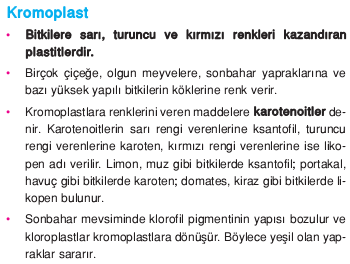 Kromoplast
• Bitkilere sarı, turuncu ve kırmızı renkleri kazandıran
plastitlerdir.
• Birçok çiçeğe, olgun meyvelere, sonbahar yapraklarına ve
bazı yüksek yapılı bitkilerin köklerine renk verir.
• Kromoplastlara renklerini veren maddelere karotenoitler de-
nir. Karotenoitlerin sarı rengi verenlerine ksantofil, turuncu
rengi verenlerine karoten, kırmızı rengi verenlerine ise liko-
pen adı verilir. Limon, muz gibi bitkilerde ksantofil; portakal,
havuç gibi bitkilerde karoten; domates, kiraz gibi bitkilerde li-
kopen bulunur.
• Sonbahar mevsiminde klorofil pigmentinin yapısı bozulur ve
kloroplastlar kromoplastlara dönüşür. Böylece yeşil olan yap-
raklar sararır.